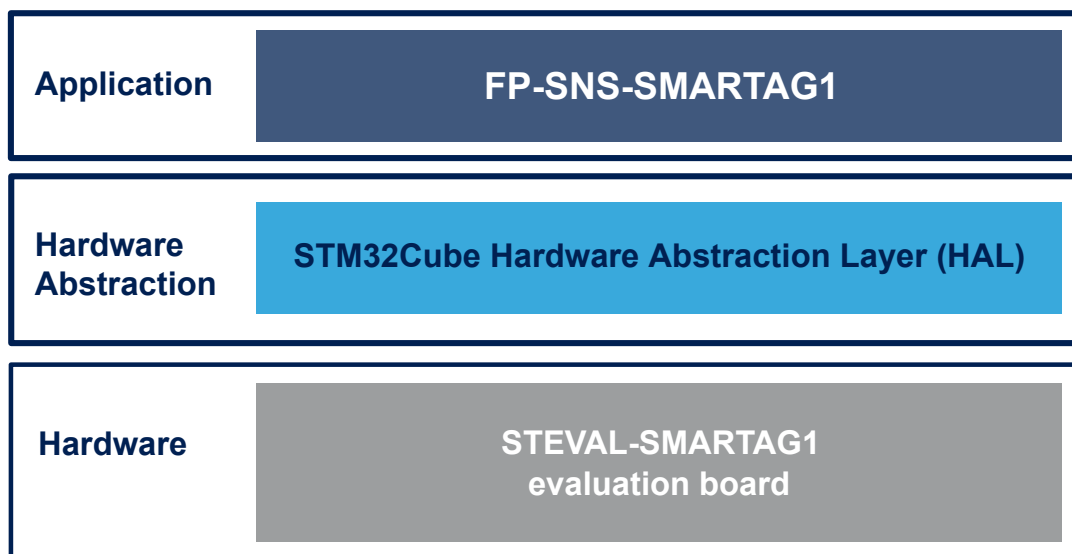 Application
FP-SNS-SMARTAG1
Hardware
Abstraction
STM32Cube Hardware Abstraction Layer (HAL)
Hardware
STEVAL-SMARTAG1
evaluation board